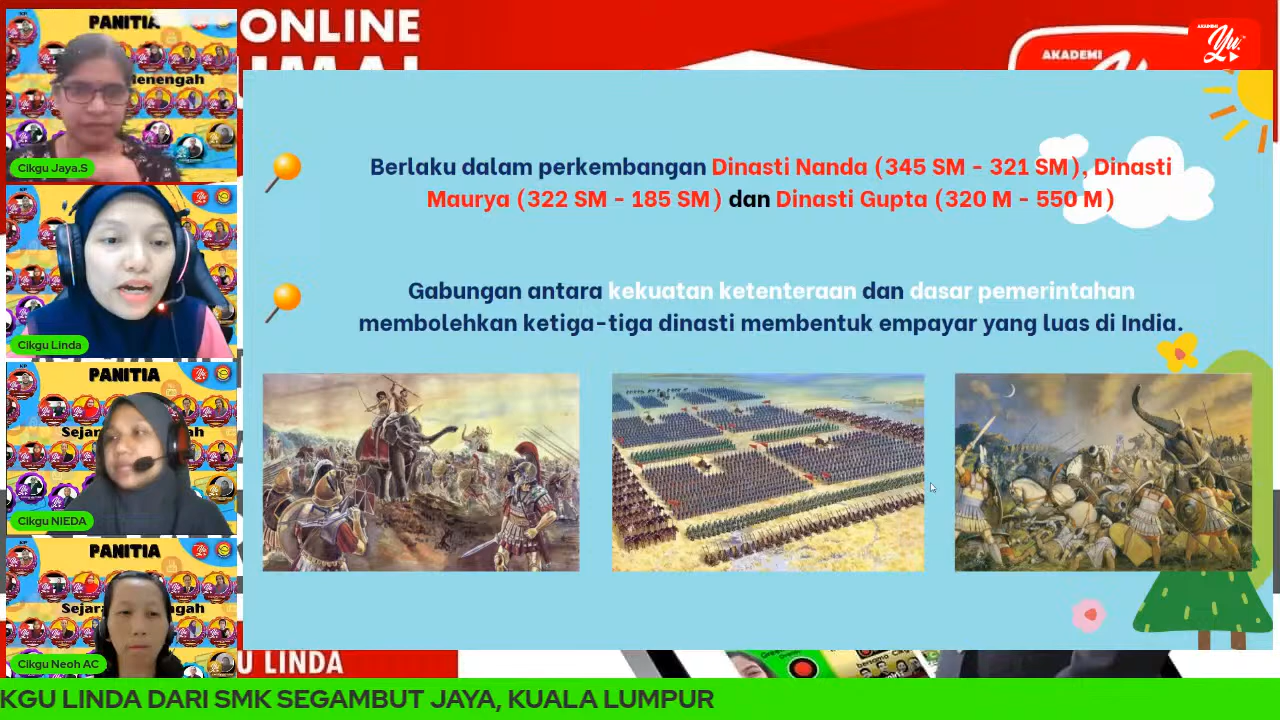 ONLINE
AKADEMI
Yu.
AKADEMI
PANITIA
Menengah
Cikgu Jaya.S
Cikgu Linda
PANITIA
Cikgu NIEDA
PANITIA
Cikgu Neoh AC
Berlaku dalam perkembangan Dinasti Nanda (345 SM - 321 SM), Dinasti
Maurya (322 SM - 185 SM) dan Dinasti Gupta (320 M - 550 M)
Gabungan antara kekuatan ketenteraan dan dasar pemerintahan
membolehkan ketiga-tiga dinasti membentuk empayar yang luas di India.
U LINDA
KGU LINDA DARI SMK SEGAMBUT JAYA, KUALA LUMPUR